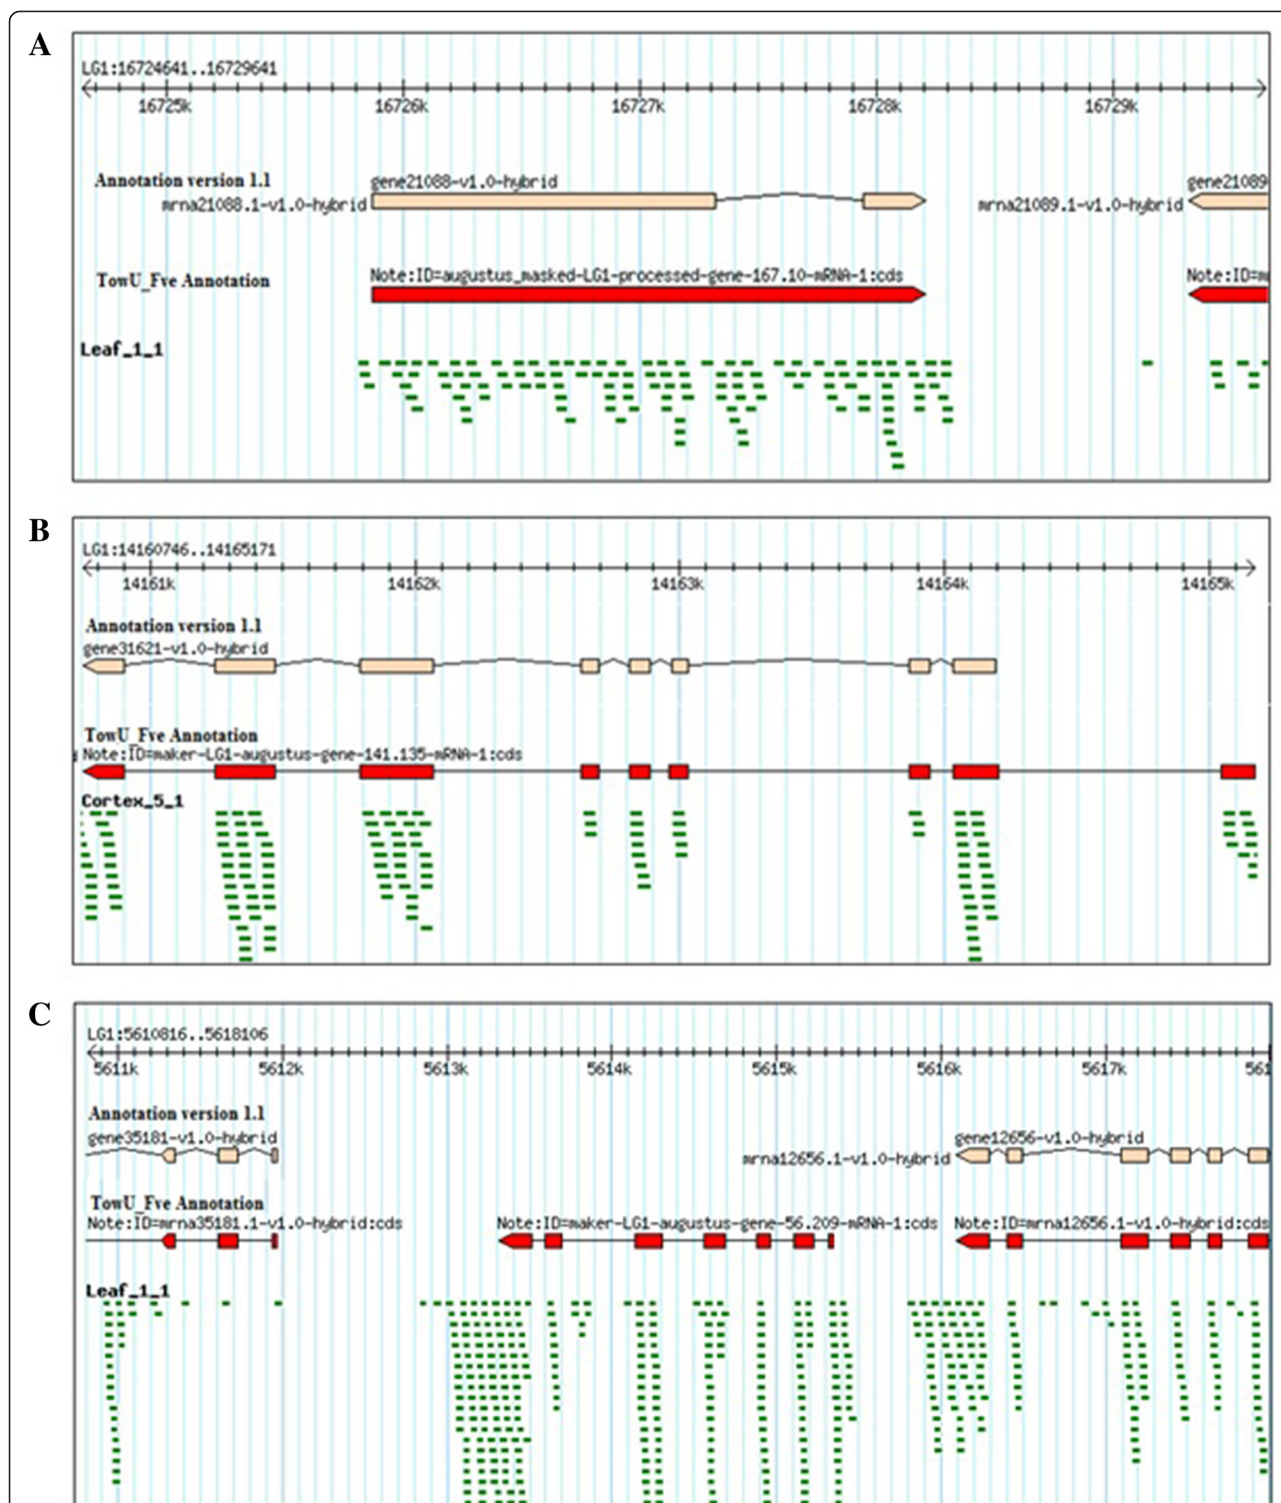 A
LG1:16724641..16729641
16725k 16726k 16727k 16728k 16729k
Annotation version 1.1
gene21088-v1.0-hybrid gene21089
mrna21088.1-v1.0-hybrid mrna21089.1-v1.0-hybrid
Note:ID=augustus_masked-LG1-processed-gene-167.10-mRNA-1:cds Note:ID=m
TowU_Fve Annotation
Leaf_1_1
B
LG1:14160746..14165171
14161k 14162k 14163k 14164k 14165k
Annotation version 1.1
gene31621-v1.0-hybrid
TowU_Fve Annotation
Note:ID=maker-LG1-augustus-gene-141.135-mRNA-1:cds
Cortex_5_1
C
LG1:5610816..5618106
5611k 5612k 5613k 5614k 5615k 5616k 5617k 561
Annotation version 1.1
gene35181-v1.0-hybrid gene12656-v1.0-hybrid
mrna12656.1-v1.0-hybrid
TowU_Fve Annotation
Note:ID=mrna35181.1-v1.0-hybrid:cds Note:ID=maker-LG1-augustus-gene-56.209-mRNA-1:cds Note:ID=mrna12656.1-v1.0-hybrid:cds
Leaf_1_1